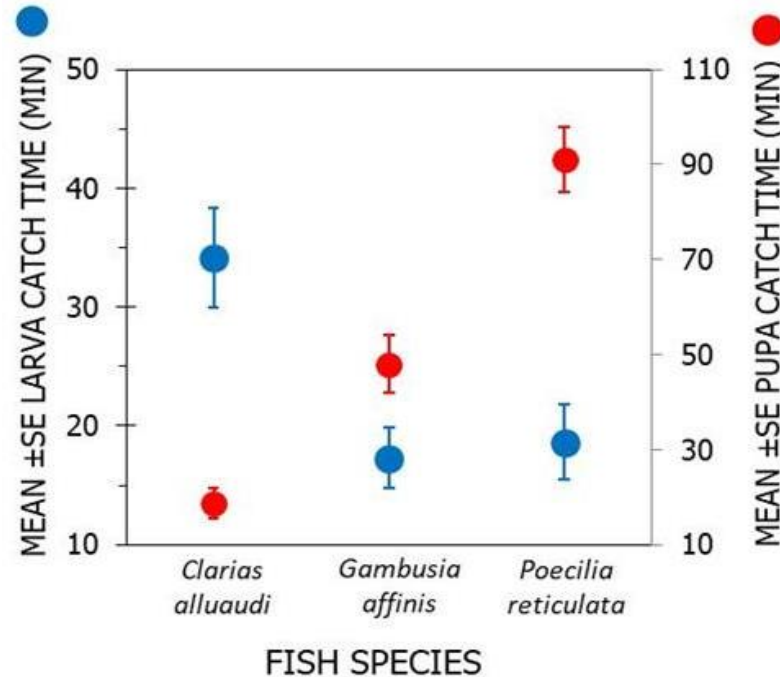 MEAN ±SE LARVA CATCH TIME (MIN)
50
40
30
20
10
110
90
70
50
30
10
MEAN ±SE PUPA CATCH TIME (MIN)
Clarias
alluaudi
Gambusia
affinis
Poecilia
reticulata
FISH SPECIES